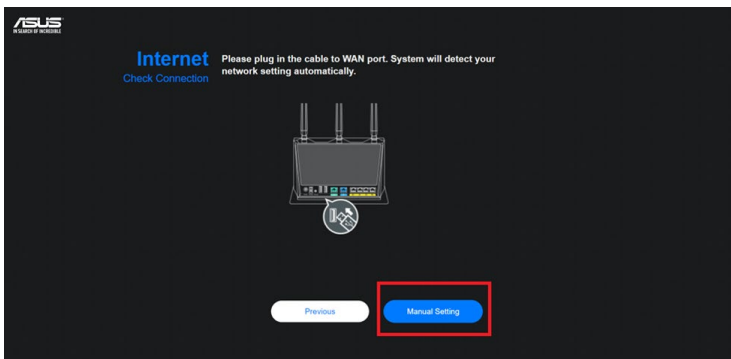 ASUS
IN SEARCH OF INCREDIBLE
Internet
Check Connection
Please plug in the cable to WAN port. System will detect your
network setting automatically.
Previous
Manual Setting